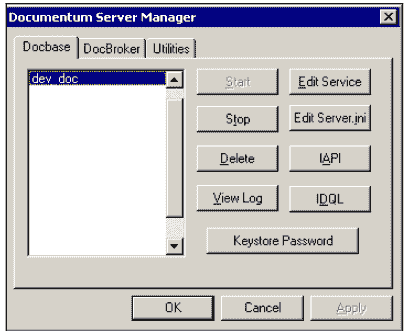 Documentum Server Manager
Docbase DocBroker Utilities
dev_doc
Start Edit Service
Stop Edit Server.ini
Delete IAPI
View Log IDQL
Keystore Password
OK Cancel Apply